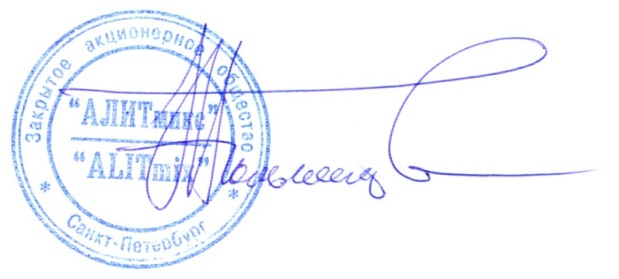 Закрытое акционерное общество
"АЛИТмикс"
"ALITmix"
* Санкт-Петербург *